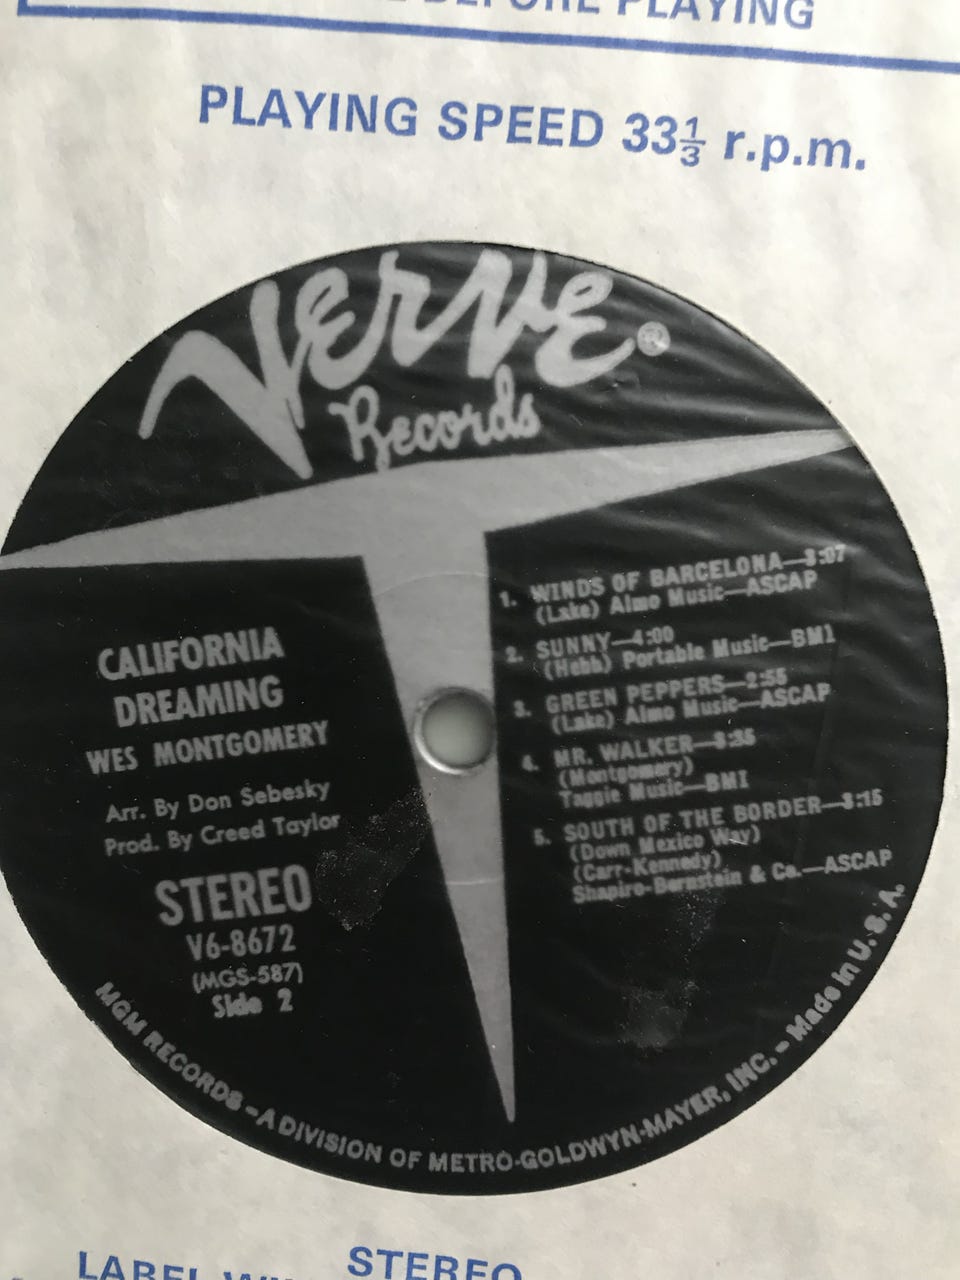 BEFORE PLAYING
PLAYING SPEED 33⅓ r.p.m.
VERVE®
Records
CALIFORNIA
DREAMING
WES MONTGOMERY
Arr. By Don Sebesky
Prod. By Creed Taylor
STEREO
V6-8672
(MGS-587)
Side 2
1. WINDS OF BARCELONA—3:07
(Lake) Almo Music—ASCAP
2. SUNNY—4:00
(Hebb) Portable Music—BMI
3. GREEN PEPPERS—2:55
(Lake) Almo Music—ASCAP
4. MR. WALKER—3:35
(Montgomery)
Taggie Music—BMI
5. SOUTH OF THE BORDER—3:15
(Down Mexico Way)
(Carr-Kennedy)
Shapiro-Bernstein & Co.—ASCAP
MGM RECORDS – A DIVISION OF METRO-GOLDWYN-MAYER, INC. – Made in U.S.A.
STEREO
LABEL